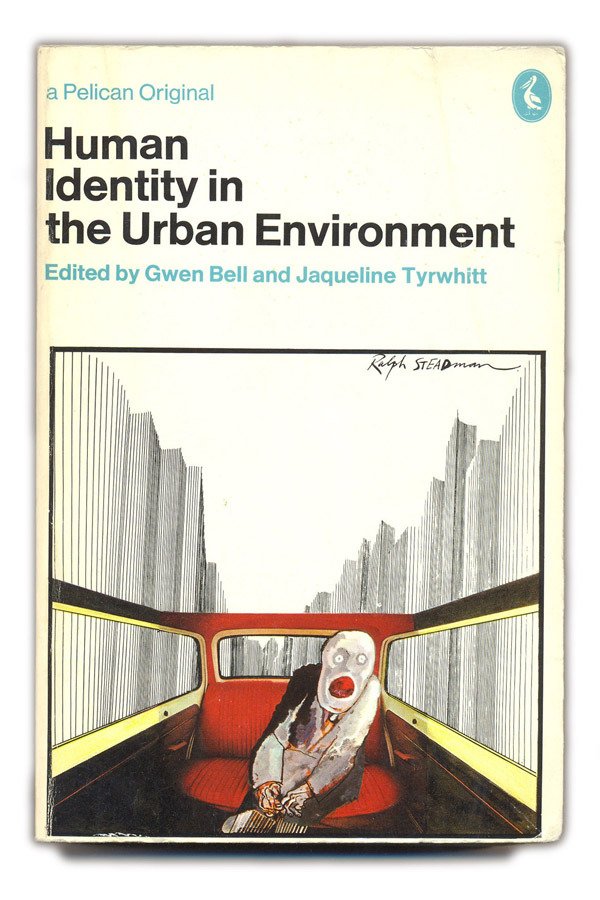 a Pelican Original
Human
Identity in
the Urban Environment
Edited by Gwen Bell and Jaqueline Tyrwhitt
Ralph STEADman